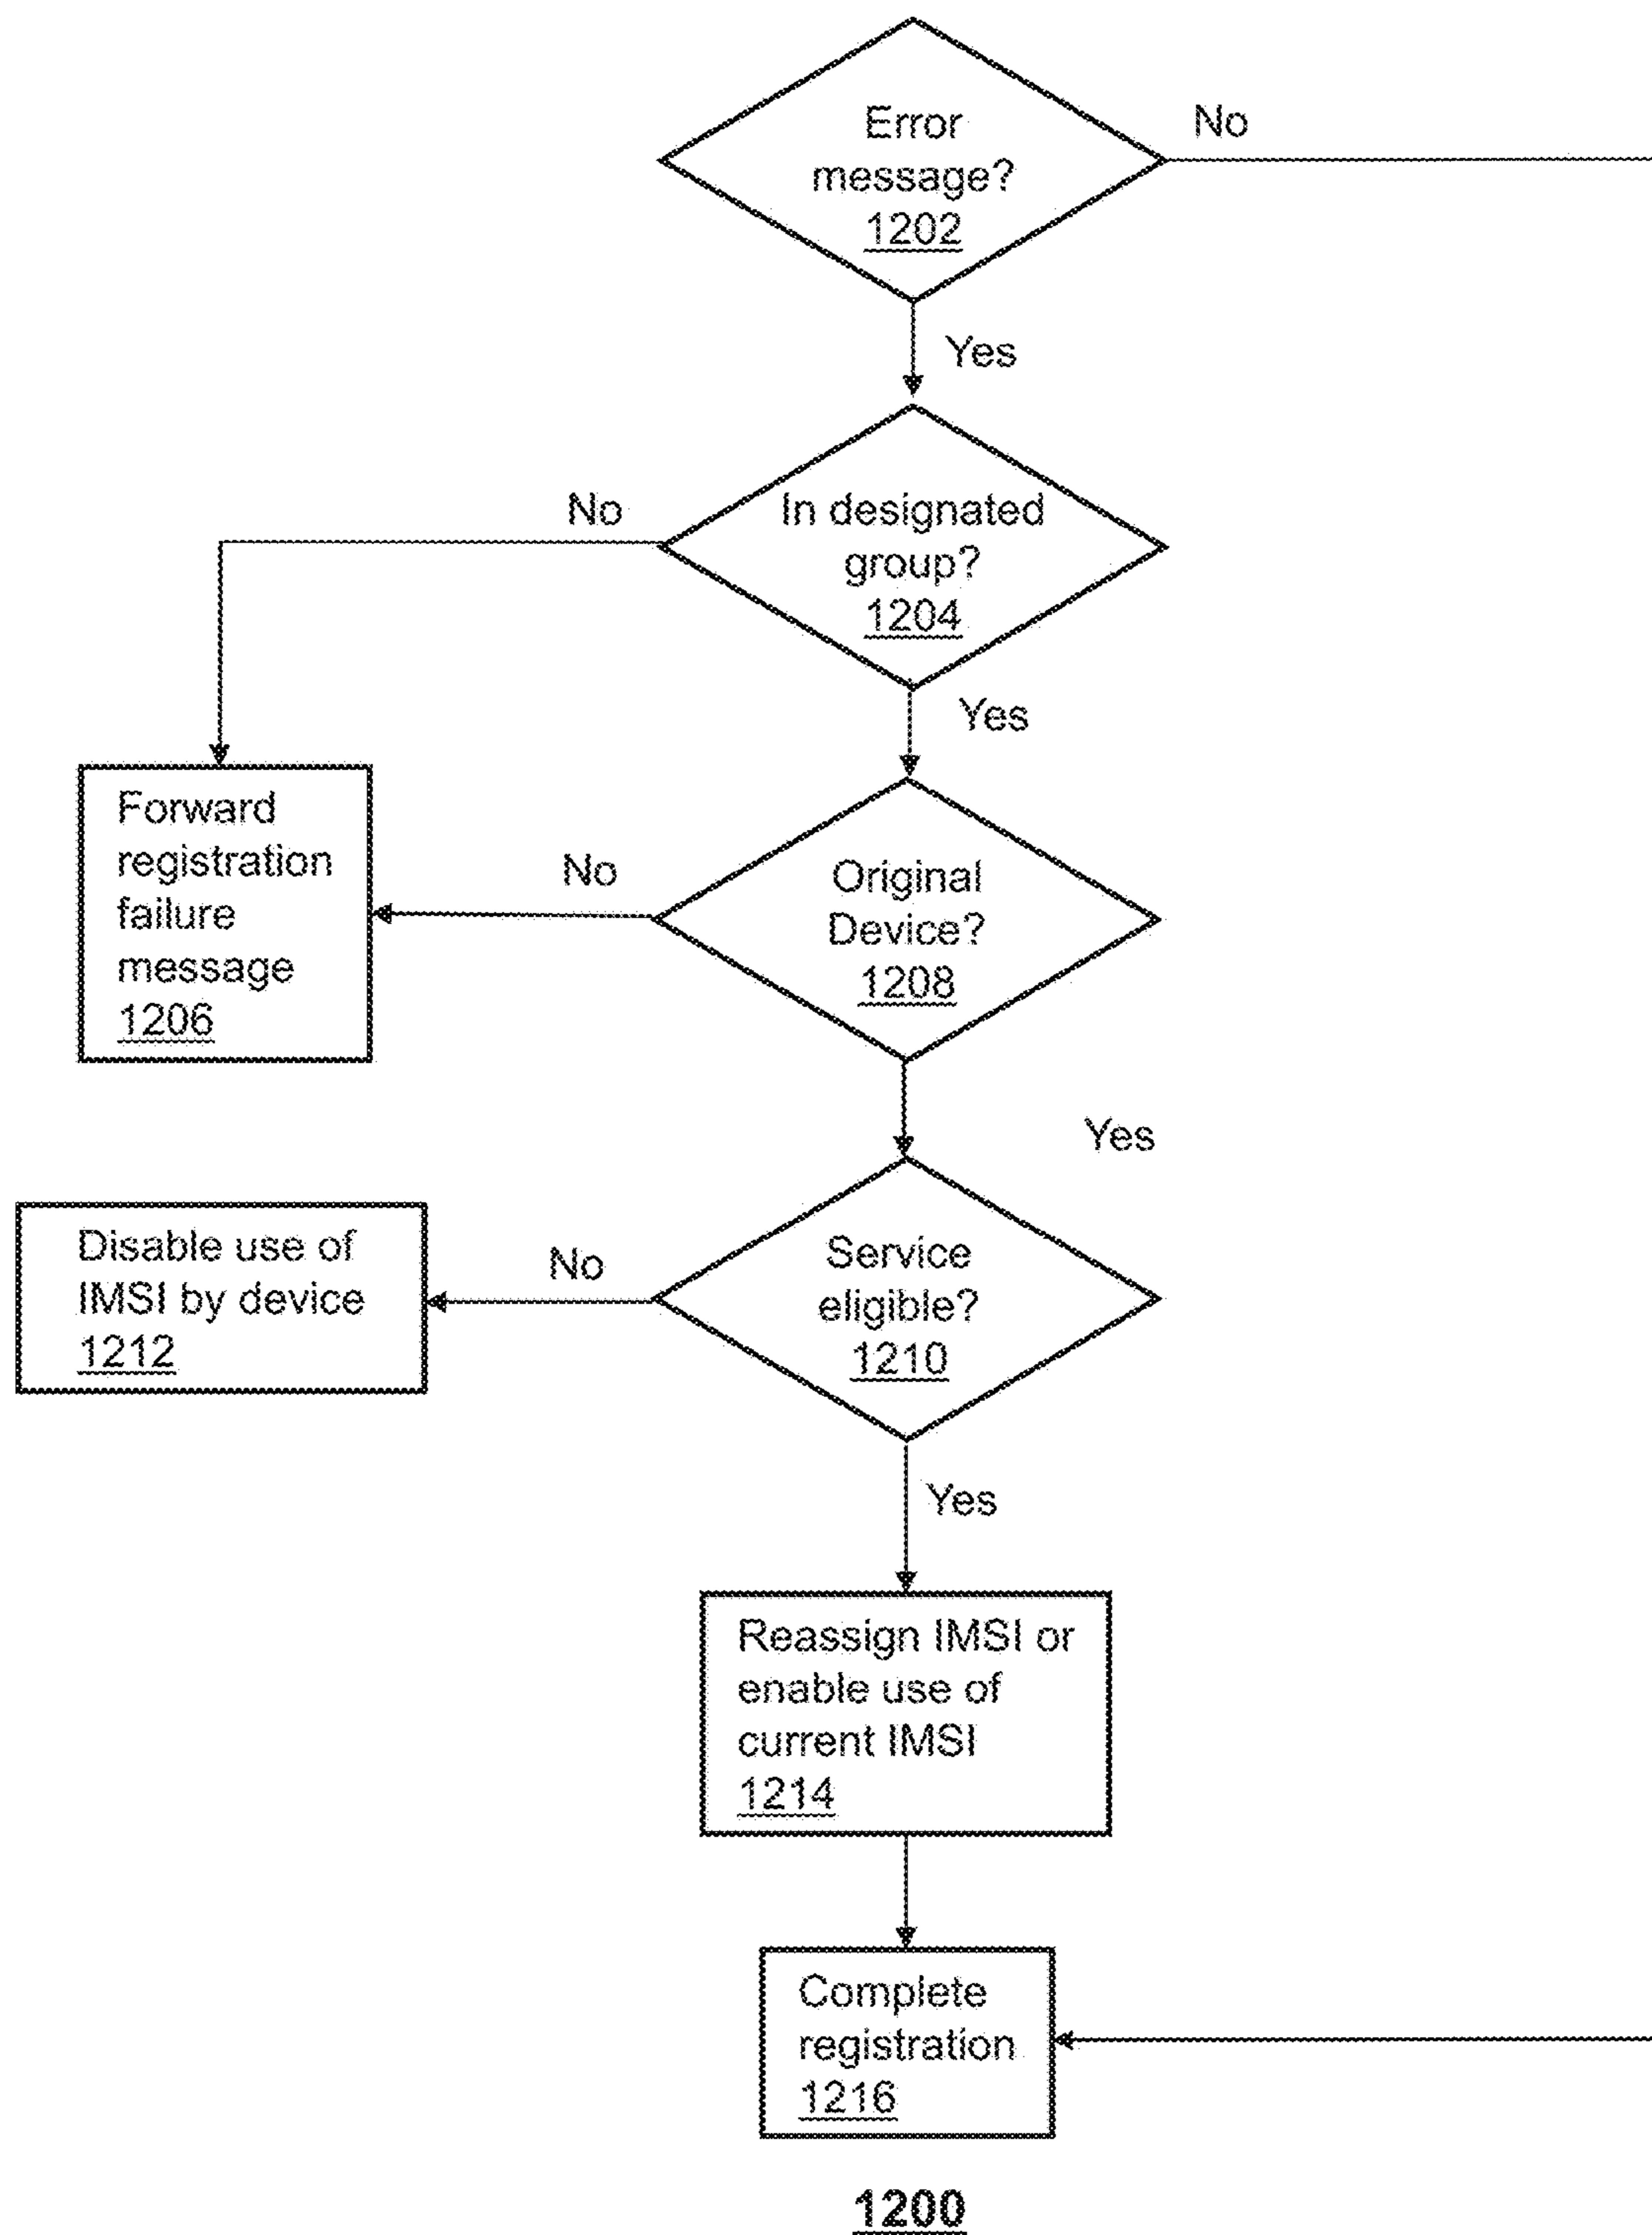 Error
message?
1202
No
Yes
In designated
group?
1204
No
Yes
Forward
registration
failure
message
1206
No
Original
Device?
1208
Yes
Disable use of
IMSI by device
1212
No
Service
eligible?
1210
Yes
Reassign IMSI or
enable use of
current IMSI
1214
Complete
registration
1216
1200